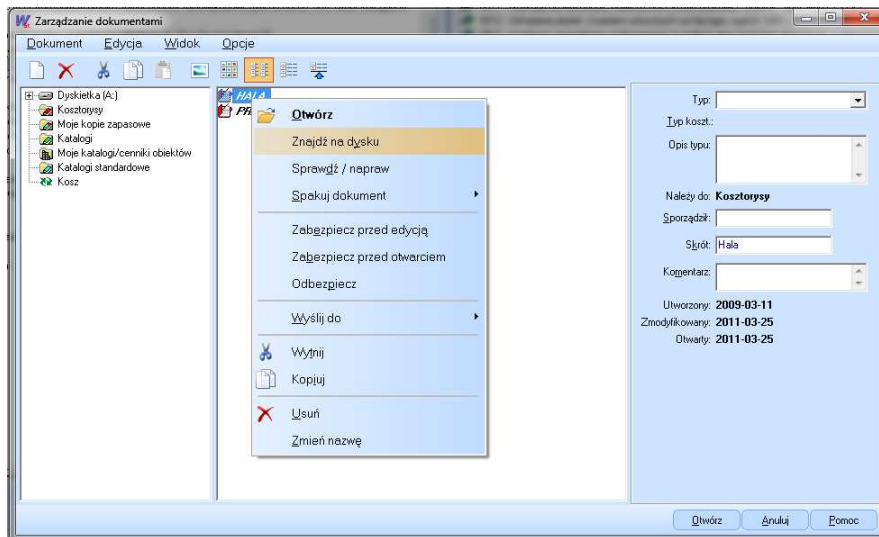 Zarządzanie dokumentami
Dokument Edycja Widok Opcje
Dyskietka (A:)
Kosztorysy
Moje kopie zapasowe
Katalogi
Moje katalogi/cenniki obiektów
Katalogi standardowe
Kosz
HALA
Otwórz
Znajdź na dysku
Sprawdź / napraw
Spakuj dokument
Zabezpiecz przed edycją
Zabezpiecz przed otwarciem
Odbezpiecz
Wyślij do
Wytnij
Kopiuj
Usuń
Zmień nazwę
Typ:
Typ koszt.:
Opis typu:
Należy do: Kosztorysy
Sporządził:
Skrót: Hala
Komentarz:
Utworzony: 2009-03-11
Zmodyfikowany: 2011-03-25
Otwarty: 2011-03-25
Otwórz Anuluj Pomoc